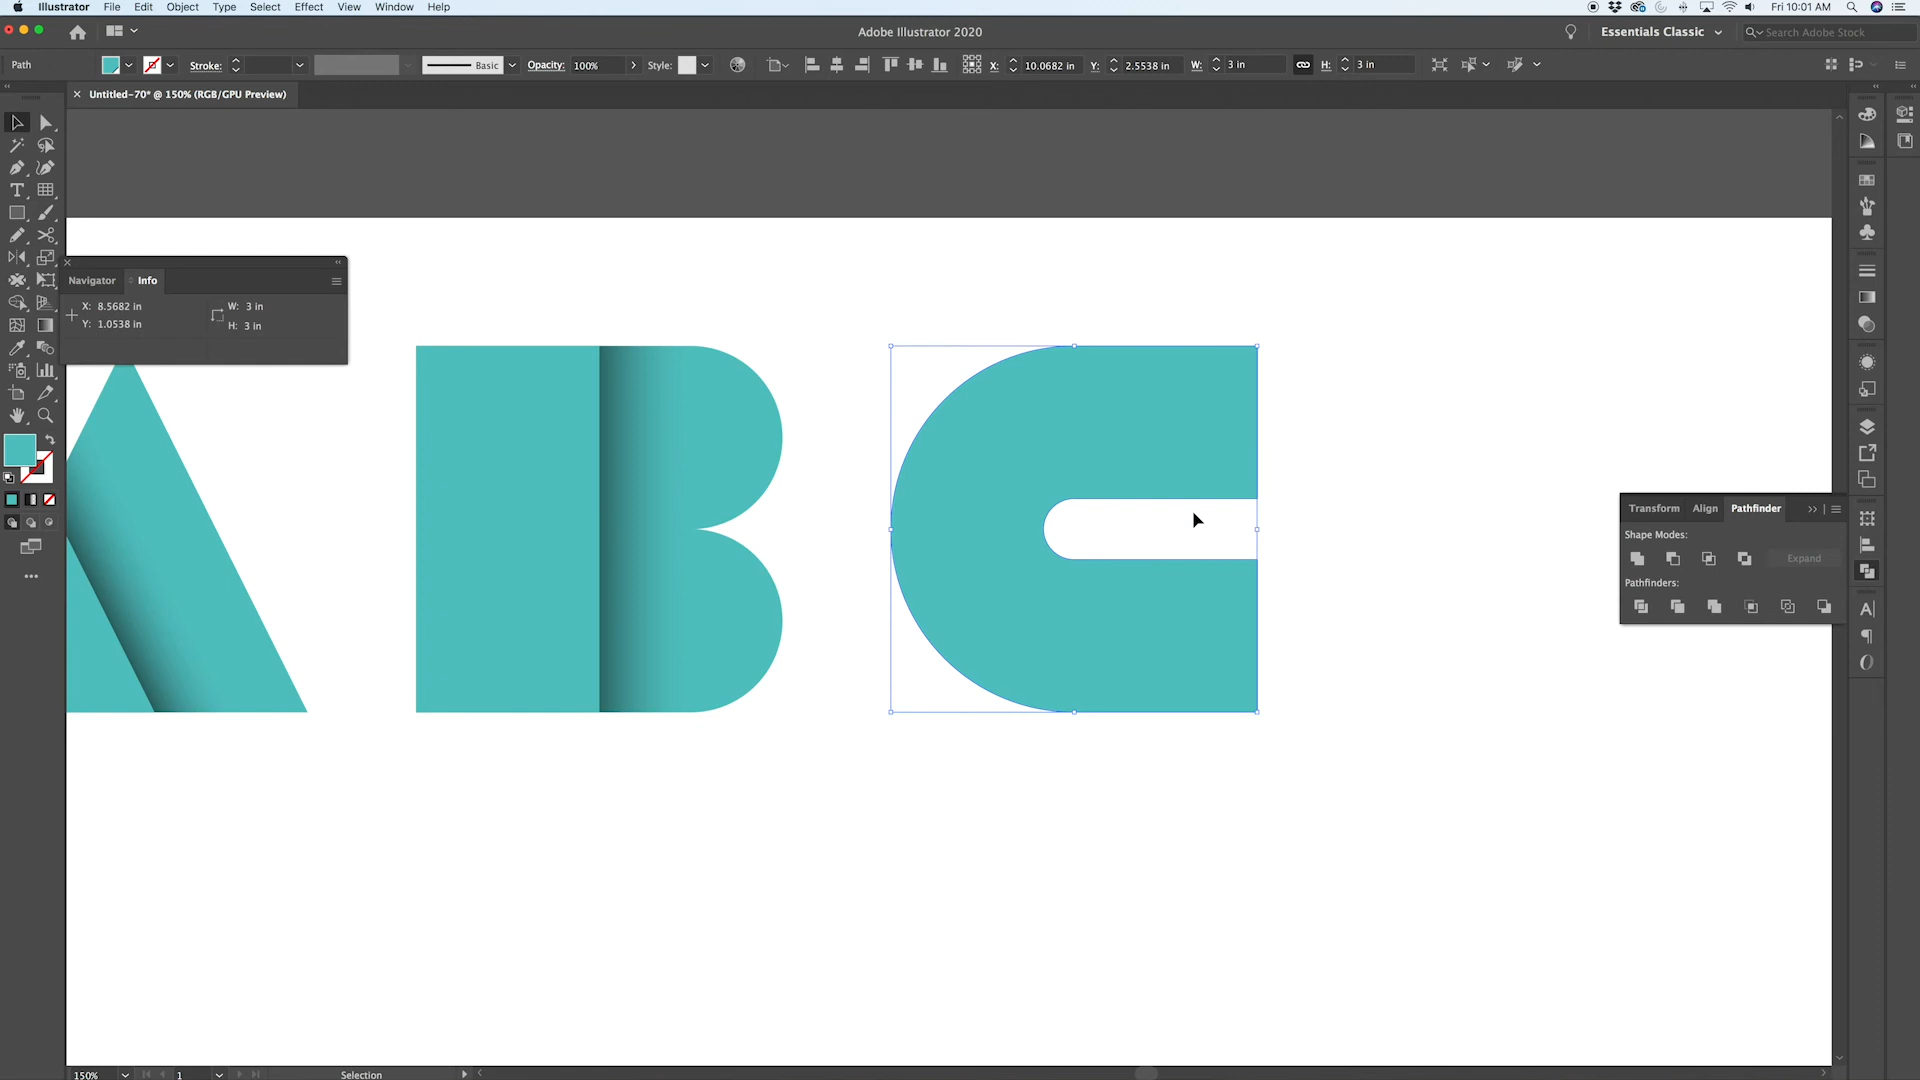 Illustrator File Edit Object Type Select Effect View Window Help Fri 10:01 AM
Adobe Illustrator 2020 Essentials Classic Search Adobe Stock
Path Stroke: Basic Opacity: 100% Style: X: 10.0682 in Y: 2.5538 in W: 3 in H: 3 in
Untitled-70* @ 150% (RGB/GPU Preview)
Navigator Info
X: 8.5682 in W: 3 in
Y: 1.0538 in H: 3 in
ABC
Transform Align Pathfinder
Shape Modes:
Expand
Pathfinders:
150% 1 Selection